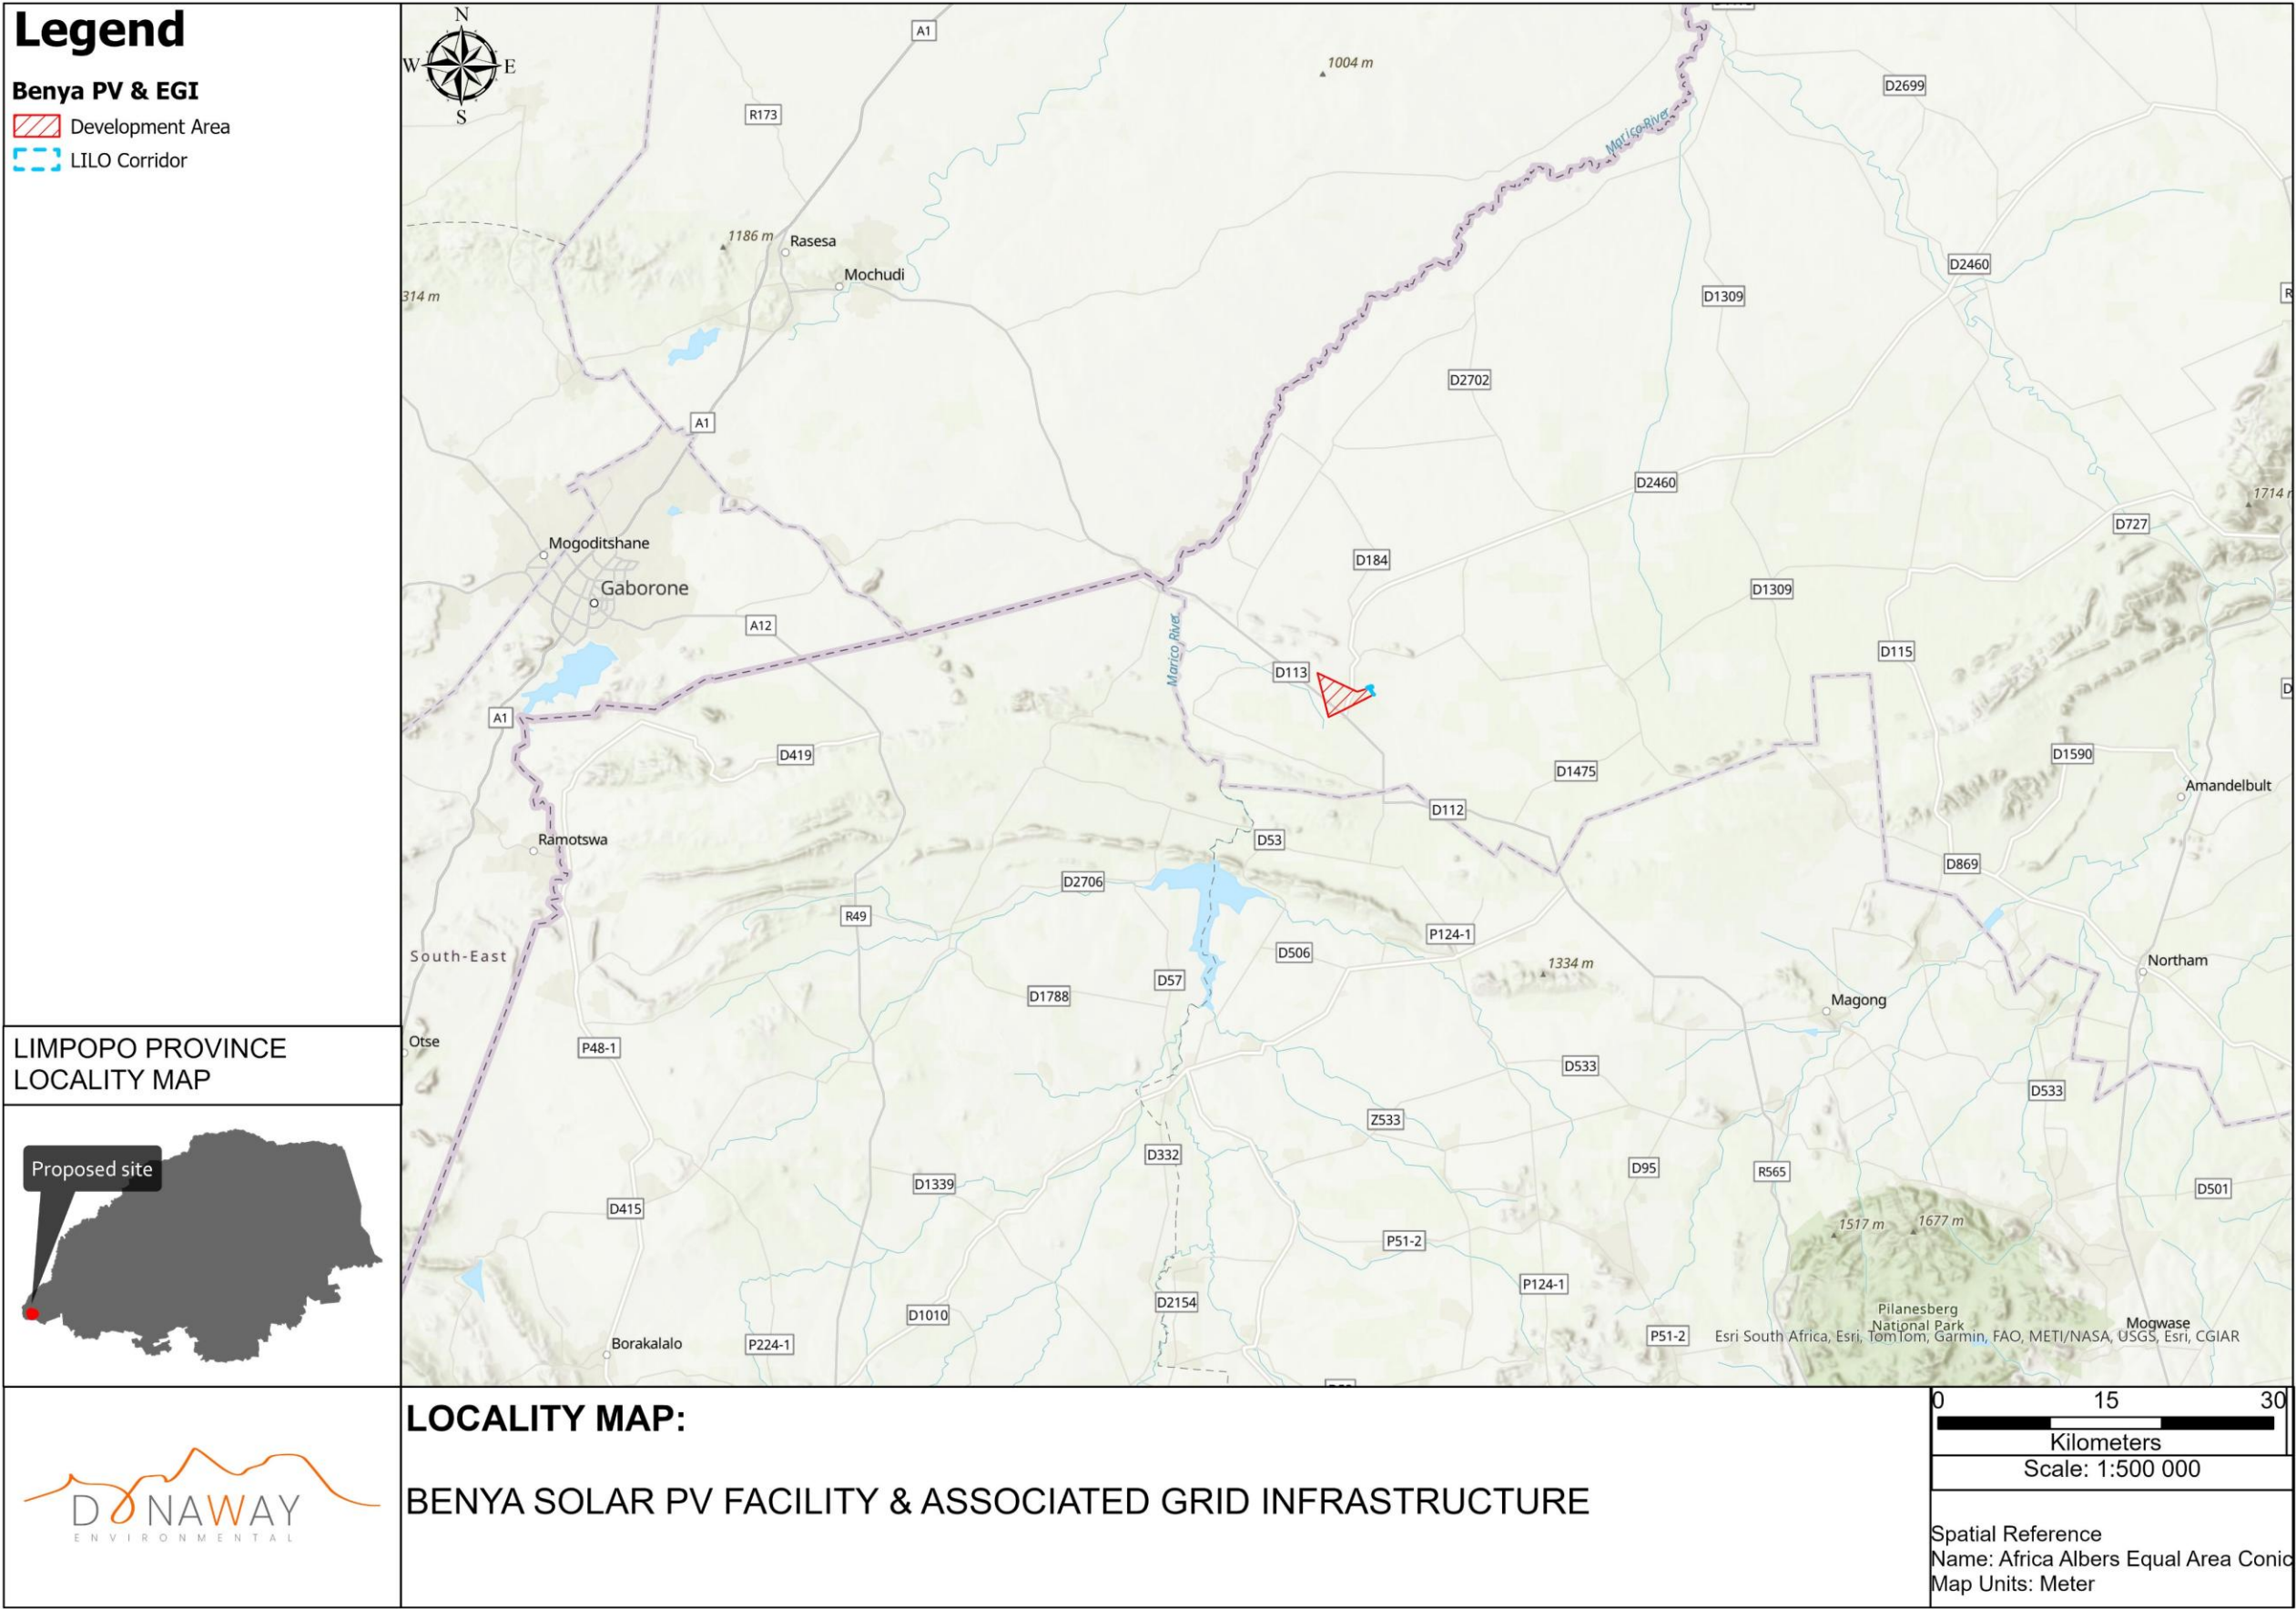 Legend
Benya PV & EGI
Development Area
LILO Corridor
N
W
E
S
A1
1004 m
D2699
R173
Marico River
1186 m
Rasesa
Mochudi
D2460
314 m
D1309
D2702
A1
D2460
1714
D727
Mogoditshane
D184
Gaborone
D1309
A12
Marico River
D115
D113
A1
D419
D1590
D1475
Amandelbult
D112
Ramotswa
D53
D869
D2706
R49
P124-1
South-East
D506
Northam
1334 m
D57
D1788
Magong
Otse
P48-1
D533
D533
Z533
D332
D95
R565
D1339
D501
D415
1517 m
1677 m
P51-2
P124-1
D2154
D1010
Pilanesberg
National Park
Mogwase
P51-2
Borakalalo
P224-1
Esri South Africa, Esri, TomTom, Garmin, FAO, METI/NASA, USGS, Esri, CGIAR
LIMPOPO PROVINCE
LOCALITY MAP
Proposed site
DONAWAY
ENVIRONMENTAL
LOCALITY MAP:
BENYA SOLAR PV FACILITY & ASSOCIATED GRID INFRASTRUCTURE
0 15 30
Kilometers
Scale: 1:500 000
Spatial Reference
Name: Africa Albers Equal Area Conic
Map Units: Meter